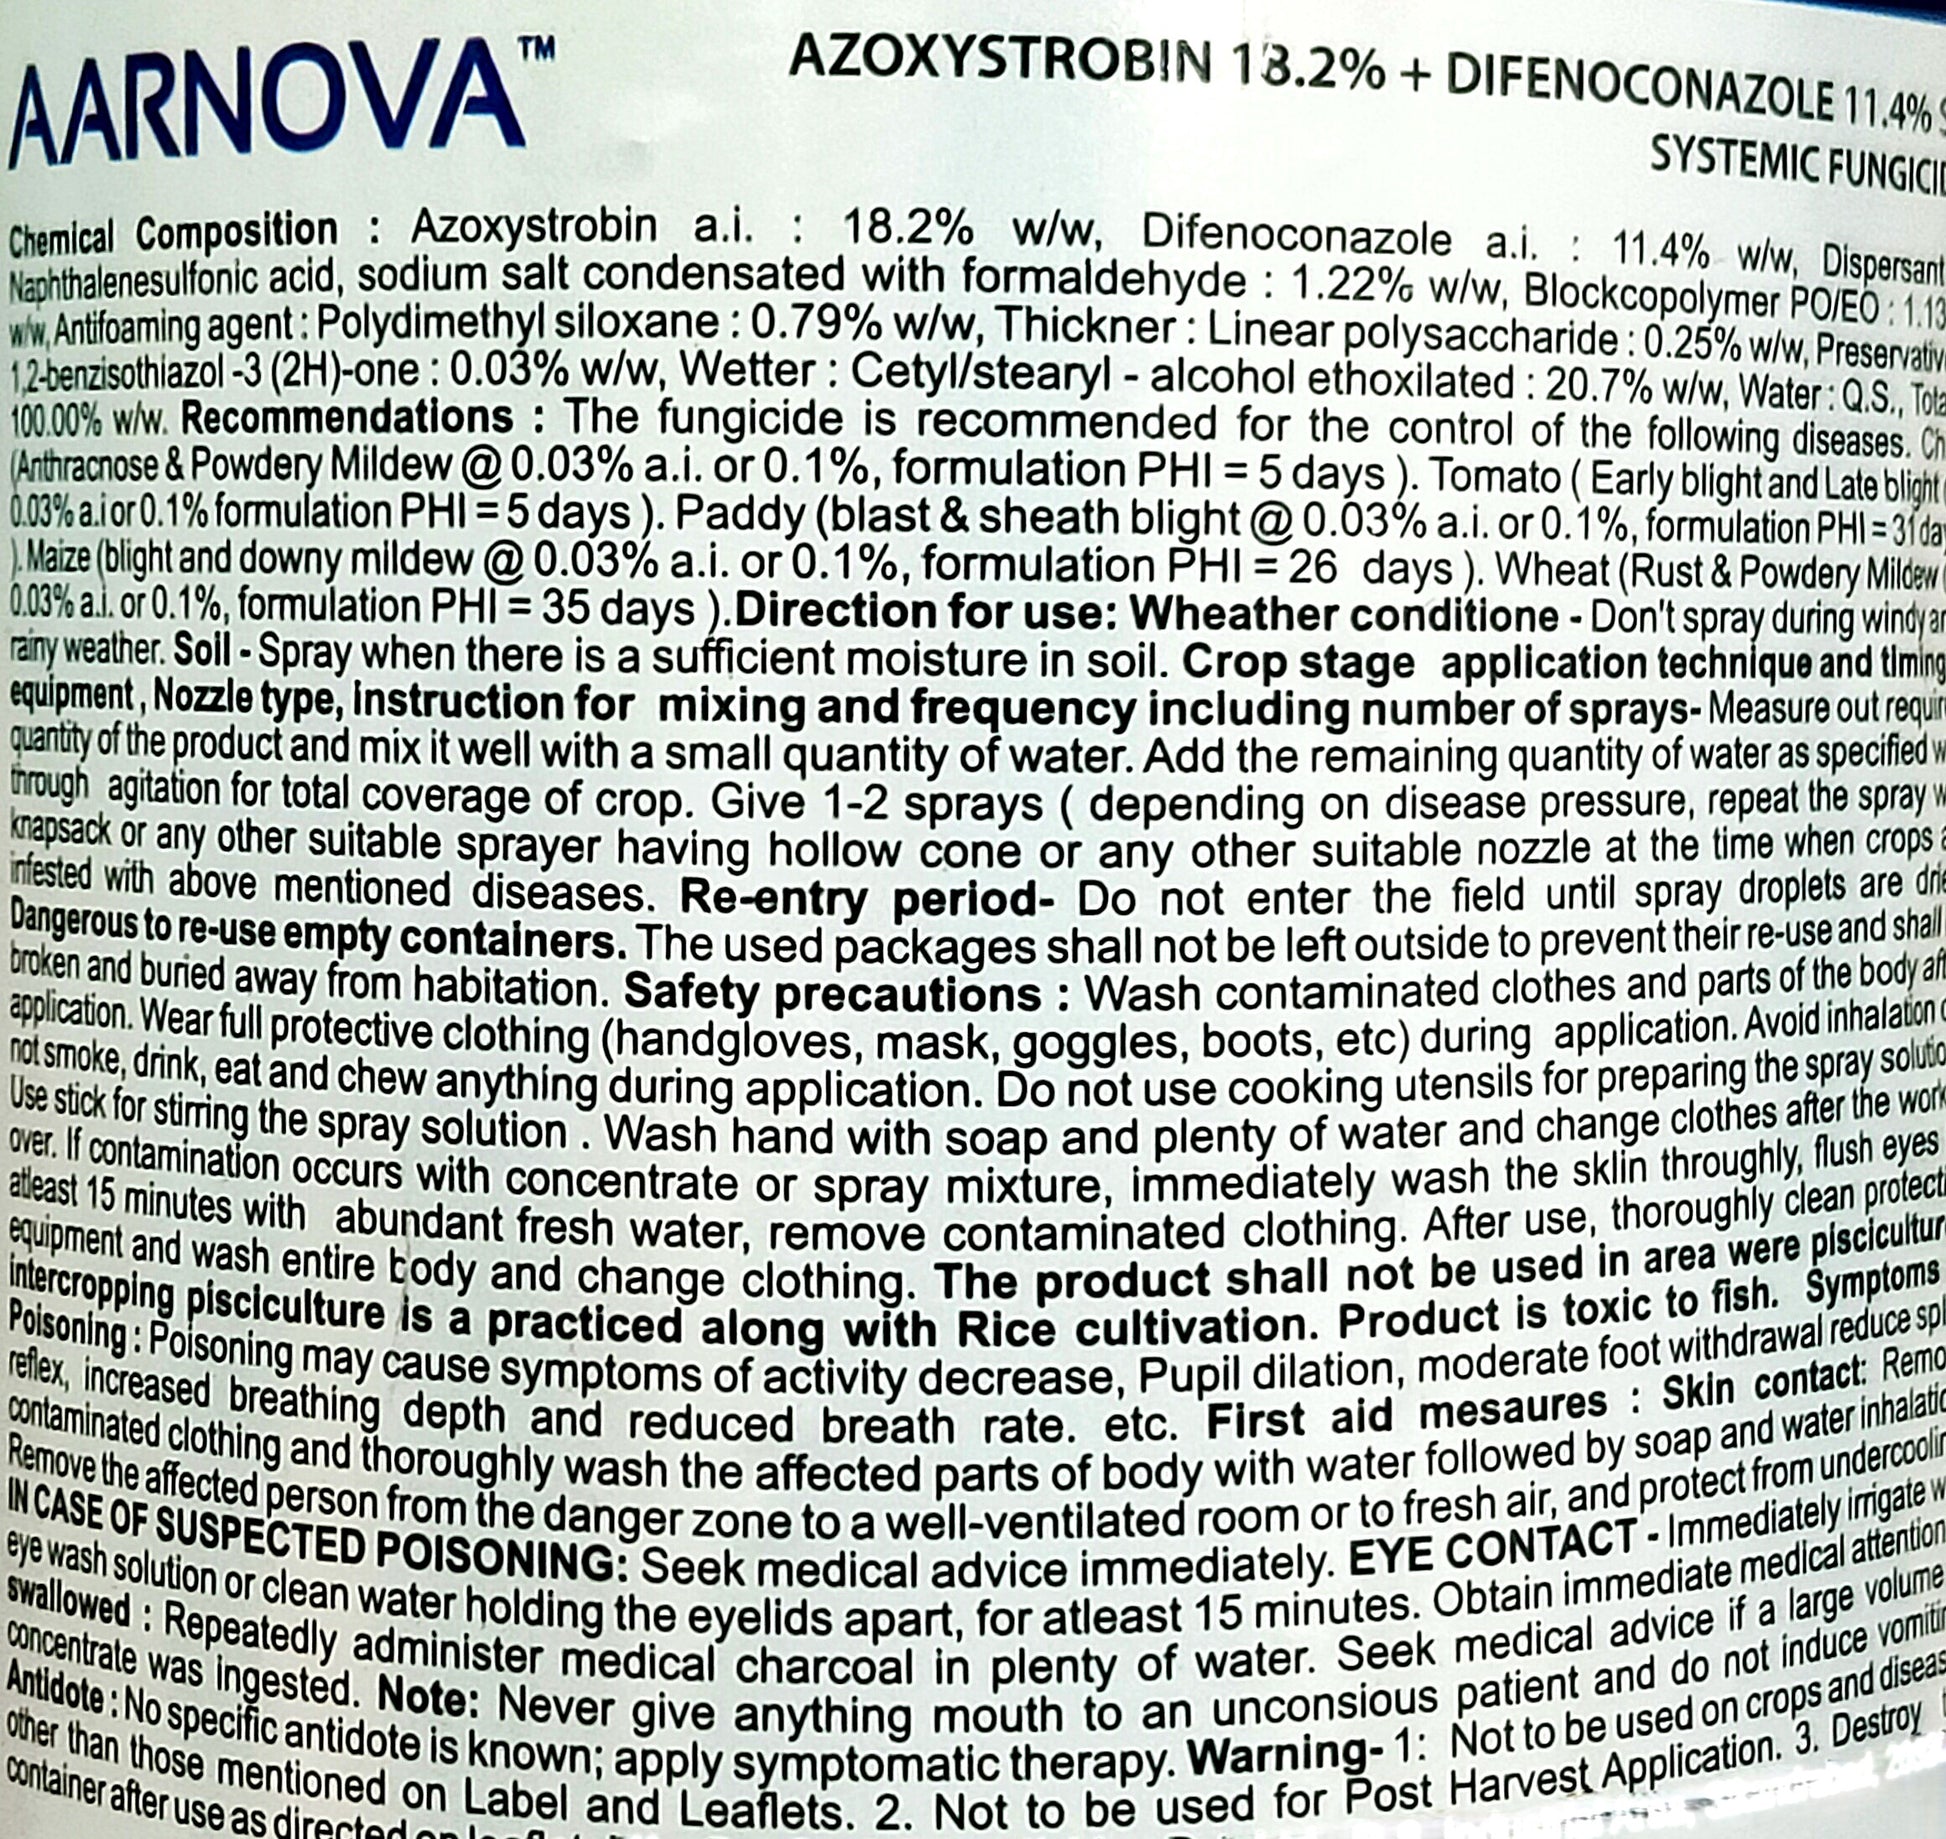 AARNOVA™
AZOXYSTROBIN 18.2% + DIFENOCONAZOLE 11.4%
SYSTEMIC
Chemical Composition : Azoxystrobin a.i. : 18.2% w/w, Difenoconazole a.i. : 11.4% w/w, Dispersant
Naphthalenesulfonic acid, sodium salt condensated with formaldehyde : 1.22% w/w, Blockcopolymer PO/EO : 1.13
w/w, Antifoaming agent : Polydimethyl siloxane : 0.79% w/w, Thickner : Linear polysaccharide : 0.25% w/w,
1,2-benzisothiazol -3 (2H)-one : 0.03% w/w, Wetter : Cetyl/stearyl - alcohol ethoxilated : 20.7% w/w, Water : Q.S.,
100.00% w/w. Recommendations : The fungicide is recommended for the control of the following diseases.
(Anthracnose & Powdery Mildew @ 0.03% a.i. or 0.1%, formulation PHI = 5 days ). Tomato ( Early blight and Late blight
0.03% a.i or 0.1% formulation PHI = 5 days ). Paddy (blast & sheath blight @ 0.03% a.i. or 0.1%, formulation PHI = 31
). Maize (blight and downy mildew @ 0.03% a.i. or 0.1%, formulation PHI = 26 days ). Wheat (Rust & Powdery Mildew
0.03% a.i. or 0.1%, formulation PHI = 35 days ).Direction for use: Wheather conditione - Don't spray during windy
rainy weather. Soil - Spray when there is a sufficient moisture in soil. Crop stage application technique and timing
equipment , Nozzle type, instruction for mixing and frequency including number of sprays- Measure out
quantity of the product and mix it well with a small quantity of water. Add the remaining quantity of water as specified
through agitation for total coverage of crop. Give 1-2 sprays ( depending on disease pressure, repeat the spray
knapsack or any other suitable sprayer having hollow cone or any other suitable nozzle at the time when crops
infested with above mentioned diseases. Re-entry period- Do not enter the field until spray droplets are
Dangerous to re-use empty containers. The used packages shall not be left outside to prevent their re-use and shall
broken and buried away from habitation. Safety precautions : Wash contaminated clothes and parts of the body
application. Wear full protective clothing (handgloves, mask, goggles, boots, etc) during application. Avoid inhalation
not smoke, drink, eat and chew anything during application. Do not use cooking utensils for preparing the spray
Use stick for stirring the spray solution . Wash hand with soap and plenty of water and change clothes after the work
over. If contamination occurs with concentrate or spray mixture, immediately wash the sklin throughly, flush eyes
atleast 15 minutes with abundant fresh water, remove contaminated clothing. After use, thoroughly clean
equipment and wash entire body and change clothing. The product shall not be used in area were
intercropping pisciculture is a practiced along with Rice cultivation. Product is toxic to fish. Symptoms
Poisoning : Poisoning may cause symptoms of activity decrease, Pupil dilation, moderate foot withdrawal reduce
reflex, increased breathing depth and reduced breath rate. etc. First aid mesaures : Skin contact:
contaminated clothing and thoroughly wash the affected parts of body with water followed by soap and water
Remove the affected person from the danger zone to a well-ventilated room or to fresh air, and protect from
IN CASE OF SUSPECTED POISONING: Seek medical advice immediately. EYE CONTACT - Immediately irrigate
eye wash solution or clean water holding the eyelids apart, for atleast 15 minutes. Obtain immediate medical attention
swallowed : Repeatedly administer medical charcoal in plenty of water. Seek medical advice if a large volume
concentrate was ingested. Note: Never give anything mouth to an unconsious patient and do not induce
Antidote : No specific antidote is known; apply symptomatic therapy. Warning- 1: Not to be used on crops and
other than those mentioned on Label and Leaflets. 2. Not to be used for Post Harvest Application. 3. Destroy
container after use as directed on